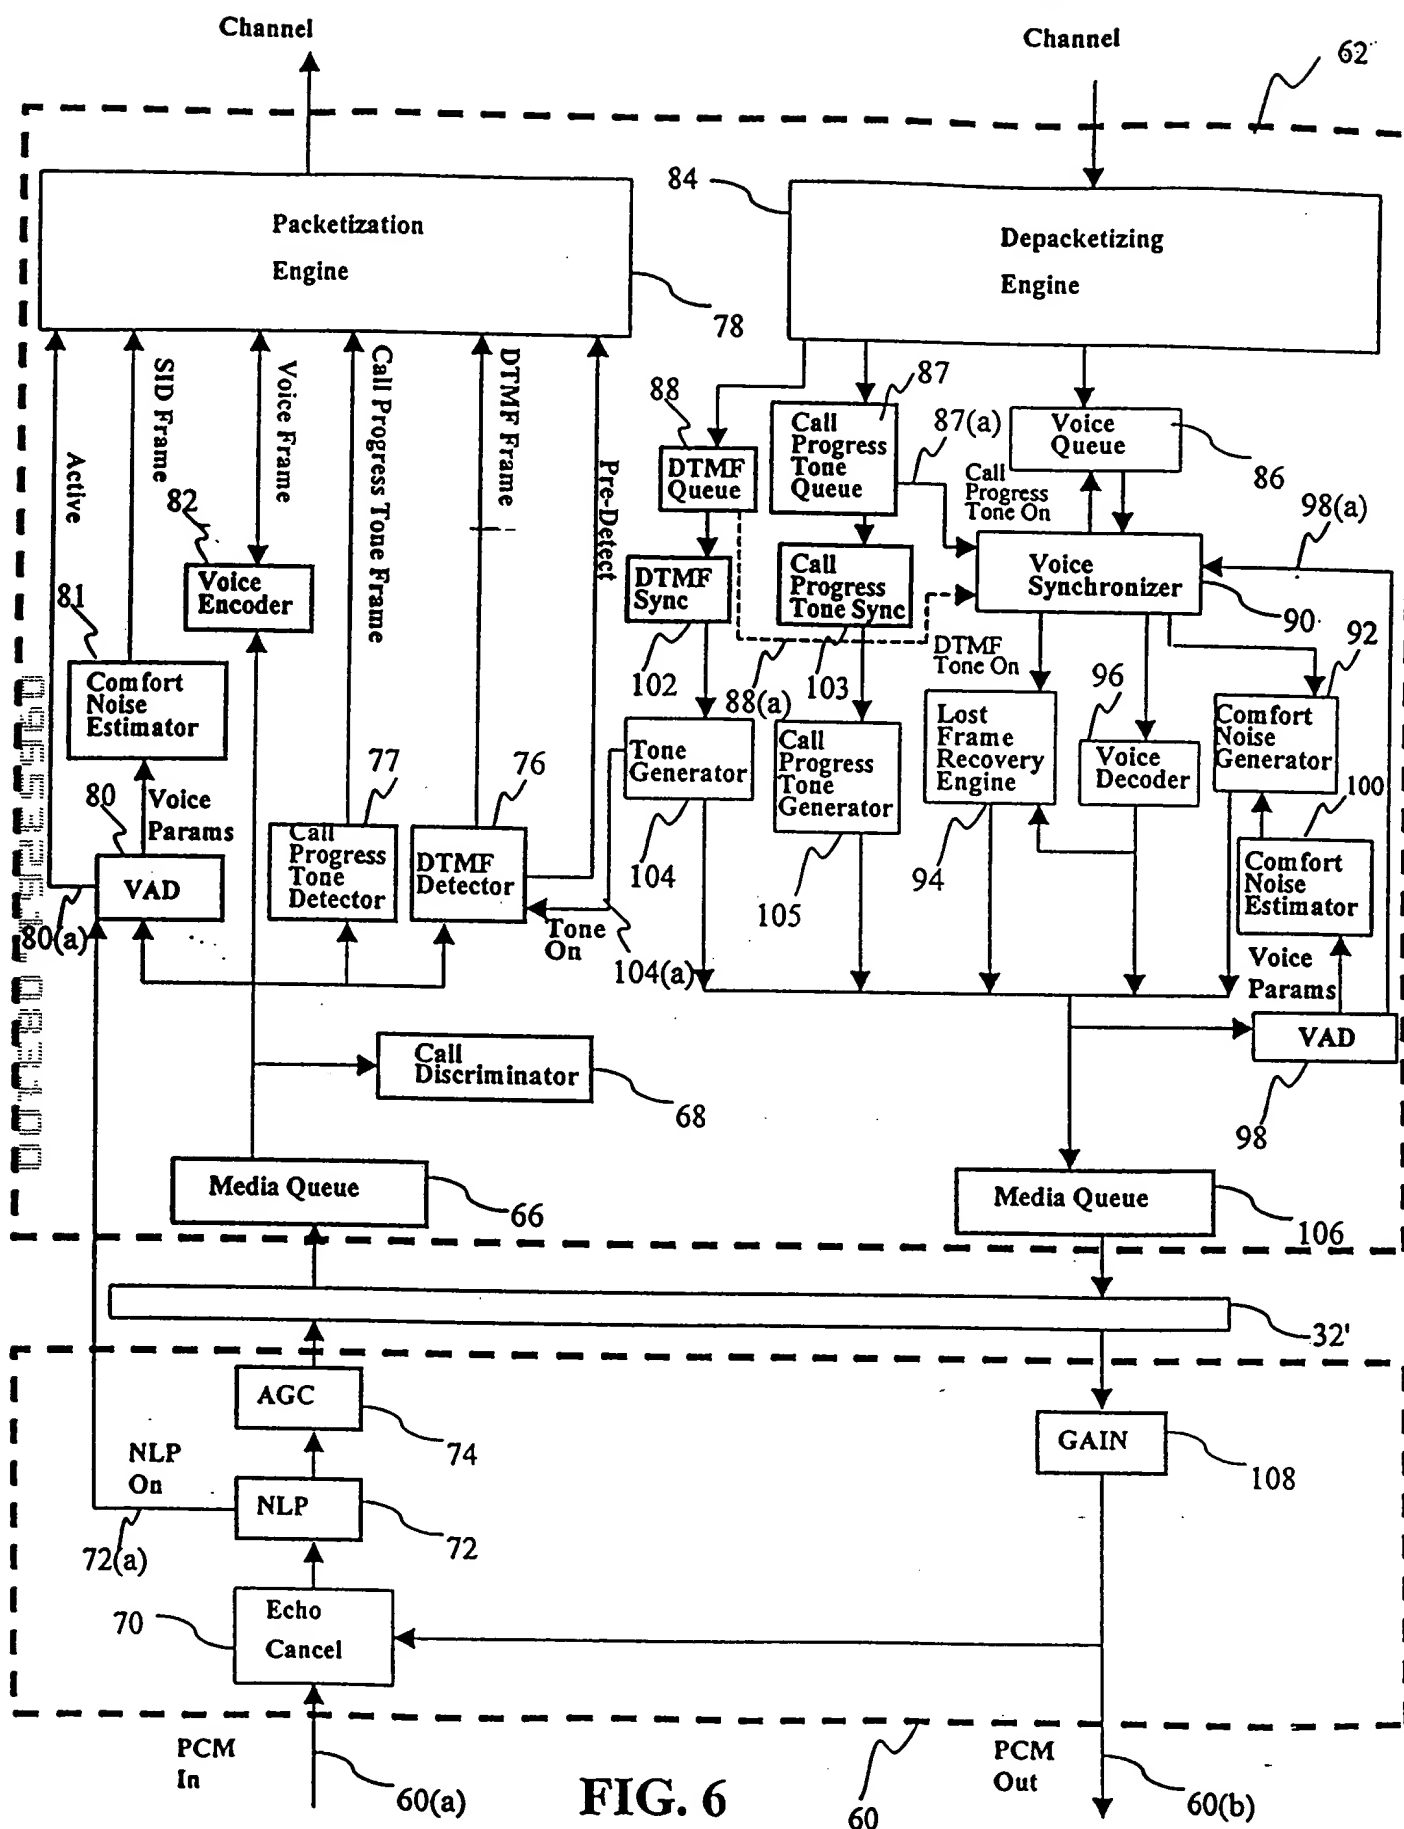 Channel
Channel
62
Packetization
Engine
78
84
Depacketizing
Engine
Active
SID Frame
Voice Frame
Call Progress Tone Frame
DTMF Frame
Pre-Detect
82
Voice
Encoder
81
Comfort
Noise
Estimator
80
Voice
Params
VAD
80(a)
77
Call
Progress
Tone
Detector
76
DTMF
Detector
Tone
On
88
DTMF
Queue
87
Call
Progress
Tone
Queue
87(a)
Call
Progress
Tone On
Voice
Queue
86
98(a)
DTMF
Sync
102
Call
Progress
Tone Sync
103
88(a)
DTMF
Tone On
Voice
Synchronizer
90
92
Tone
Generator
104
104(a)
Call
Progress
Tone
Generator
105
Lost
Frame
Recovery
Engine
94
96
Voice
Decoder
Comfort
Noise
Generator
100
Comfort
Noise
Estimator
Voice
Params
VAD
98
Call
Discriminator
68
Media Queue
66
Media Queue
106
32'
AGC
74
GAIN
108
NLP
On
NLP
72
72(a)
70
Echo
Cancel
PCM
In
60(a)
FIG. 6
60
PCM
Out
60(b)